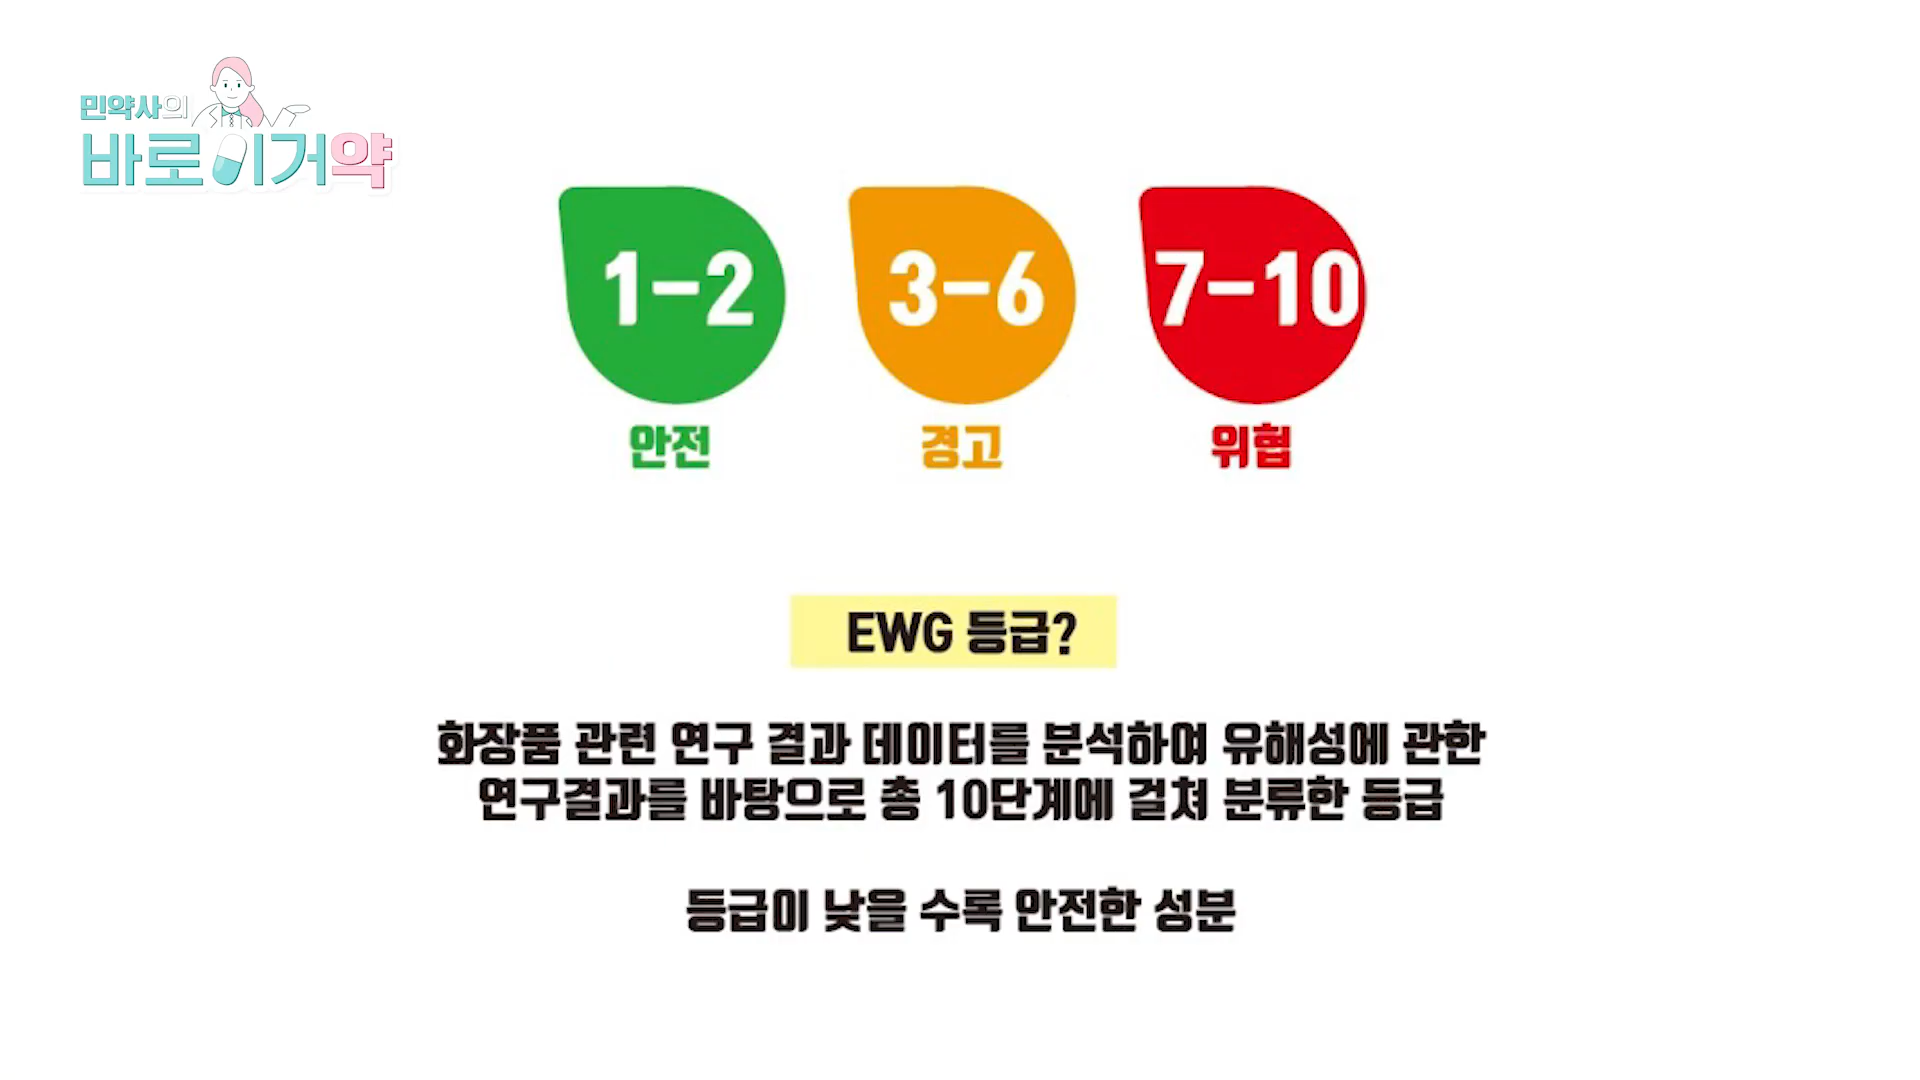 민약사의
바로이거약
1-2
3-6
7-10
안전
경고
위협
EWG 등급?
화장품 관련 연구 결과 데이터를 분석하여 유해성에 관한
연구결과를 바탕으로 총 10단계에 걸쳐 분류한 등급
등급이 낮을 수록 안전한 성분